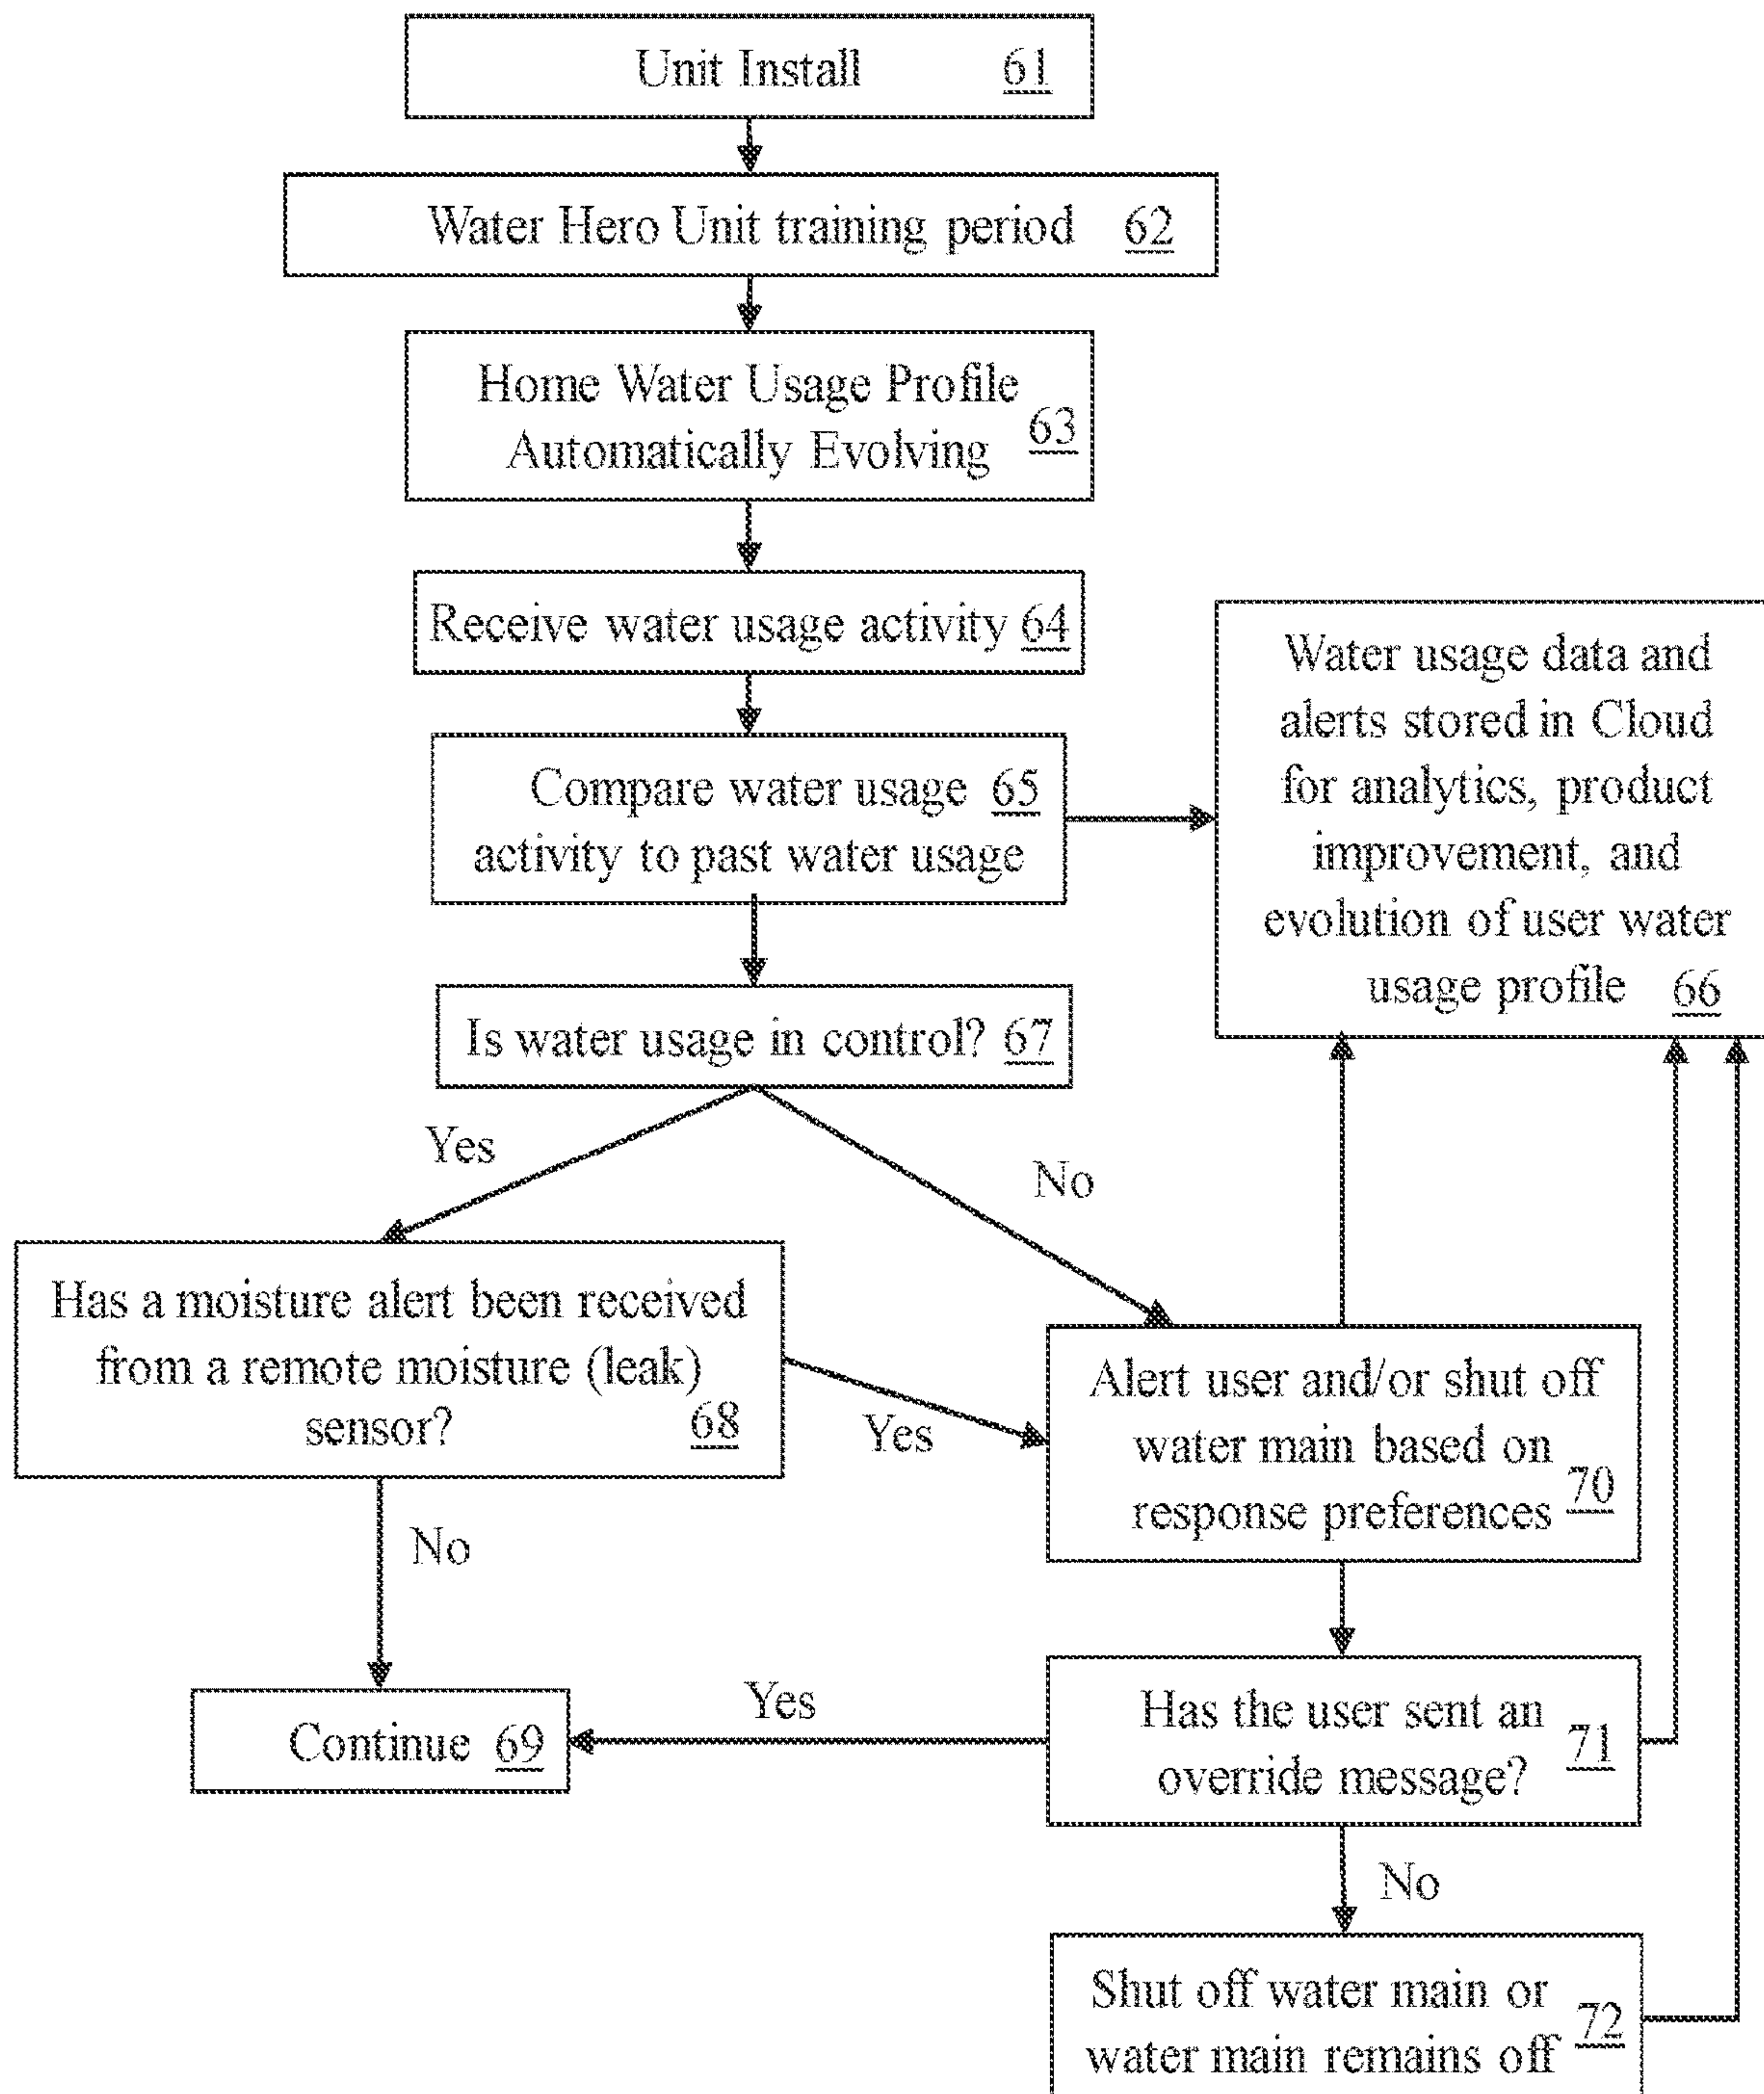 Unit Install 61
Water Hero Unit training period 62
Home Water Usage Profile
Automatically Evolving 63
Receive water usage activity 64
Compare water usage 65
activity to past water usage
Water usage data and
alerts stored in Cloud
for analytics, product
improvement, and
evolution of user water
usage profile 66
Is water usage in control? 67
Yes
No
Has a moisture alert been received
from a remote moisture (leak)
sensor? 68
Yes
Alert user and/or shut off
water main based on
response preferences 70
No
Continue 69
Yes
Has the user sent an
override message? 71
No
Shut off water main or
water main remains off 72